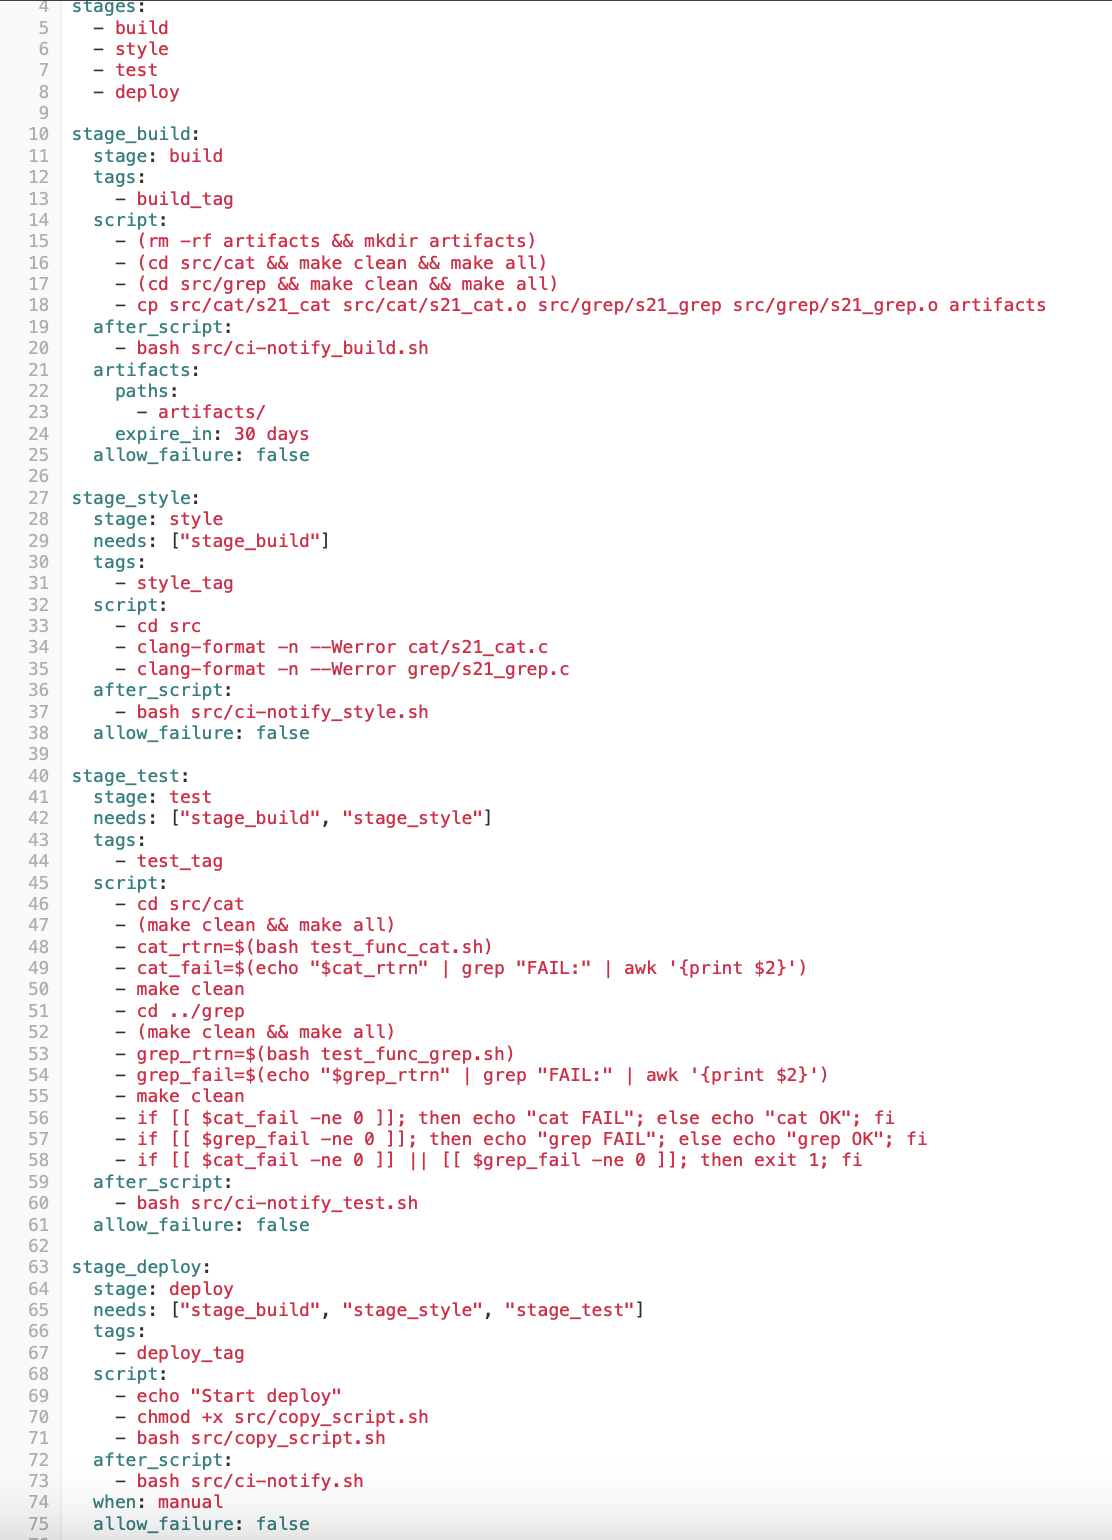 4 stages:
5   - build
6   - style
7   - test
8   - deploy
9
10 stage_build:
11   stage: build
12   tags:
13     - build_tag
14   script:
15     - (rm -rf artifacts && mkdir artifacts)
16     - (cd src/cat && make clean && make all)
17     - (cd src/grep && make clean && make all)
18     - cp src/cat/s21_cat src/cat/s21_cat.o src/grep/s21_grep src/grep/s21_grep.o artifacts
19   after_script:
20     - bash src/ci-notify_build.sh
21   artifacts:
22     paths:
23       - artifacts/
24     expire_in: 30 days
25   allow_failure: false
26
27 stage_style:
28   stage: style
29   needs: ["stage_build"]
30   tags:
31     - style_tag
32   script:
33     - cd src
34     - clang-format -n --Werror cat/s21_cat.c
35     - clang-format -n --Werror grep/s21_grep.c
36   after_script:
37     - bash src/ci-notify_style.sh
38   allow_failure: false
39
40 stage_test:
41   stage: test
42   needs: ["stage_build", "stage_style"]
43   tags:
44     - test_tag
45   script:
46     - cd src/cat
47     - (make clean && make all)
48     - cat_rtrn=$(bash test_func_cat.sh)
49     - cat_fail=$(echo "$cat_rtrn" | grep "FAIL:" | awk '{print $2}')
50     - make clean
51     - cd ../grep
52     - (make clean && make all)
53     - grep_rtrn=$(bash test_func_grep.sh)
54     - grep_fail=$(echo "$grep_rtrn" | grep "FAIL:" | awk '{print $2}')
55     - make clean
56     - if [[ $cat_fail -ne 0 ]]; then echo "cat FAIL"; else echo "cat OK"; fi
57     - if [[ $grep_fail -ne 0 ]]; then echo "grep FAIL"; else echo "grep OK"; fi
58     - if [[ $cat_fail -ne 0 ]] || [[ $grep_fail -ne 0 ]]; then exit 1; fi
59   after_script:
60     - bash src/ci-notify_test.sh
61   allow_failure: false
62
63 stage_deploy:
64   stage: deploy
65   needs: ["stage_build", "stage_style", "stage_test"]
66   tags:
67     - deploy_tag
68   script:
69     - echo "Start deploy"
70     - chmod +x src/copy_script.sh
71     - bash src/copy_script.sh
72   after_script:
73     - bash src/ci-notify.sh
74   when: manual
75   allow_failure: false